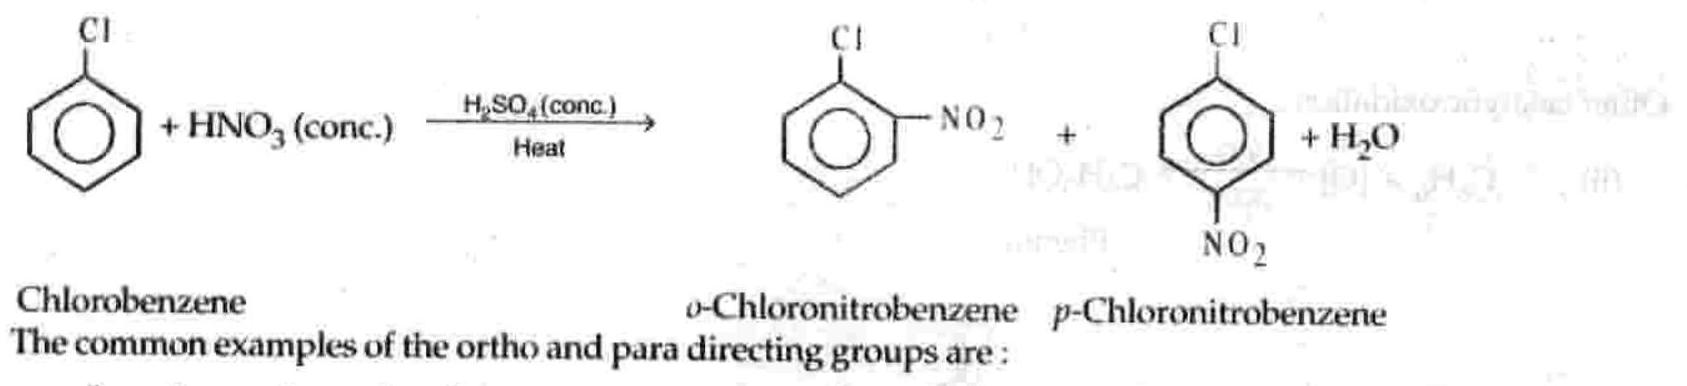 Cl Cl Cl
+ HNO₃ (conc.) H₂SO₄(conc.) NO₂ + + H₂O
Heat
NO₂
Chlorobenzene o-Chloronitrobenzene p-Chloronitrobenzene
The common examples of the ortho and para directing groups are :